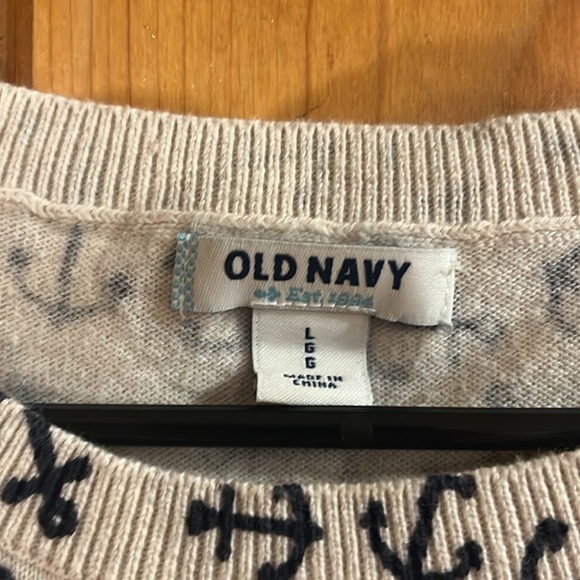 OLD NAVY
Est 1994
L
G
G
MADE IN
CHINA